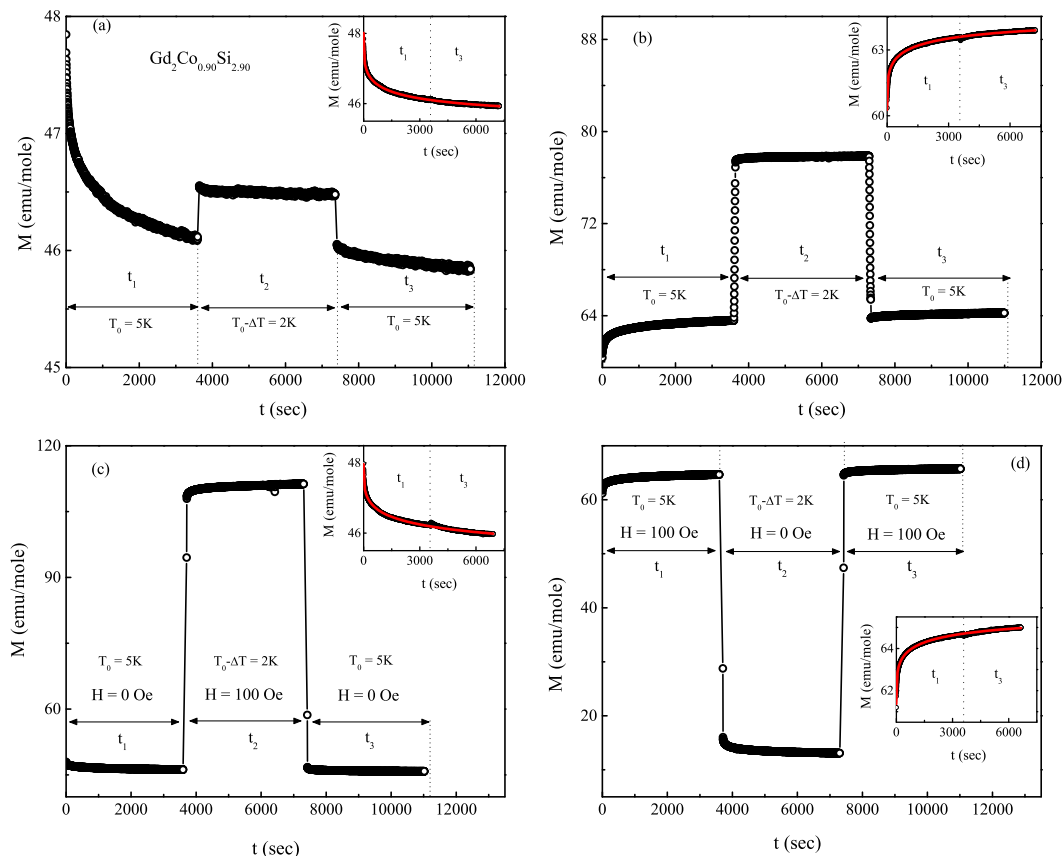 (a)
Gd2Co0.90Si2.90
48
47
46
45
M (emu/mole)
0 2000 4000 6000 8000 10000 12000
t (sec)
t1
t2
t3
T0 = 5K
T0-ΔT = 2K
T0 = 5K
48
46
M (emu/mole)
0 3000 6000
t (sec)
t1
t3
(b)
88
80
72
64
M (emu/mole)
0 2000 4000 6000 8000 10000 12000
t (sec)
t1
t2
t3
T0 = 5K
T0-ΔT = 2K
T0 = 5K
63
60
M (emu/mole)
0 3000 6000
t (sec)
t1
t3
(c)
120
90
60
M (emu/mole)
0 2000 4000 6000 8000 10000 12000
t (sec)
T0 = 5K
T0-ΔT = 2K
T0 = 5K
H = 0 Oe
H = 100 Oe
H = 0 Oe
t1
t2
t3
48
46
M (emu/mole)
0 3000 6000
t (sec)
t1
t3
(d)
60
40
20
M (emu/mole)
0 2000 4000 6000 8000 10000 12000
t (sec)
T0 = 5K
T0-ΔT = 2K
T0 = 5K
H = 100 Oe
H = 0 Oe
H = 100 Oe
t1
t2
t3
64
62
M (emu/mole)
0 3000 6000
t (sec)
t1
t3